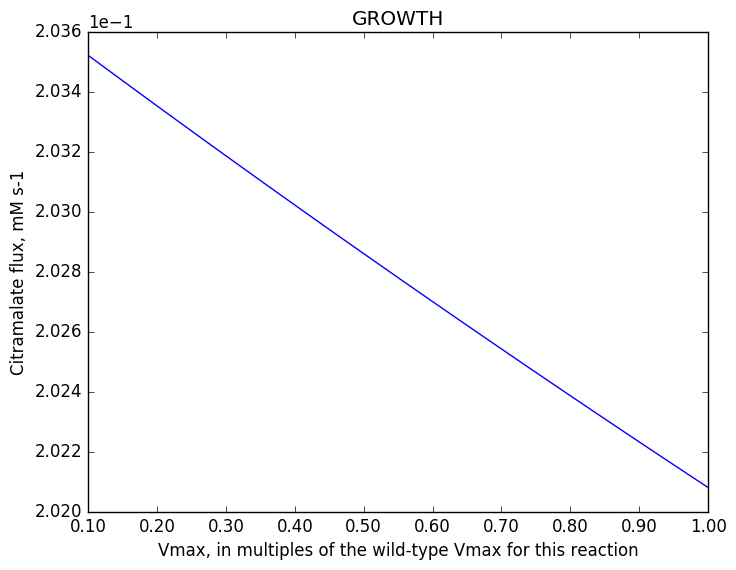 GROWTH
1e−1
2.036
2.034
2.032
2.030
2.028
2.026
2.024
2.022
2.020
Citramalate flux, mM s-1
0.10 0.20 0.30 0.40 0.50 0.60 0.70 0.80 0.90 1.00
Vmax, in multiples of the wild-type Vmax for this reaction